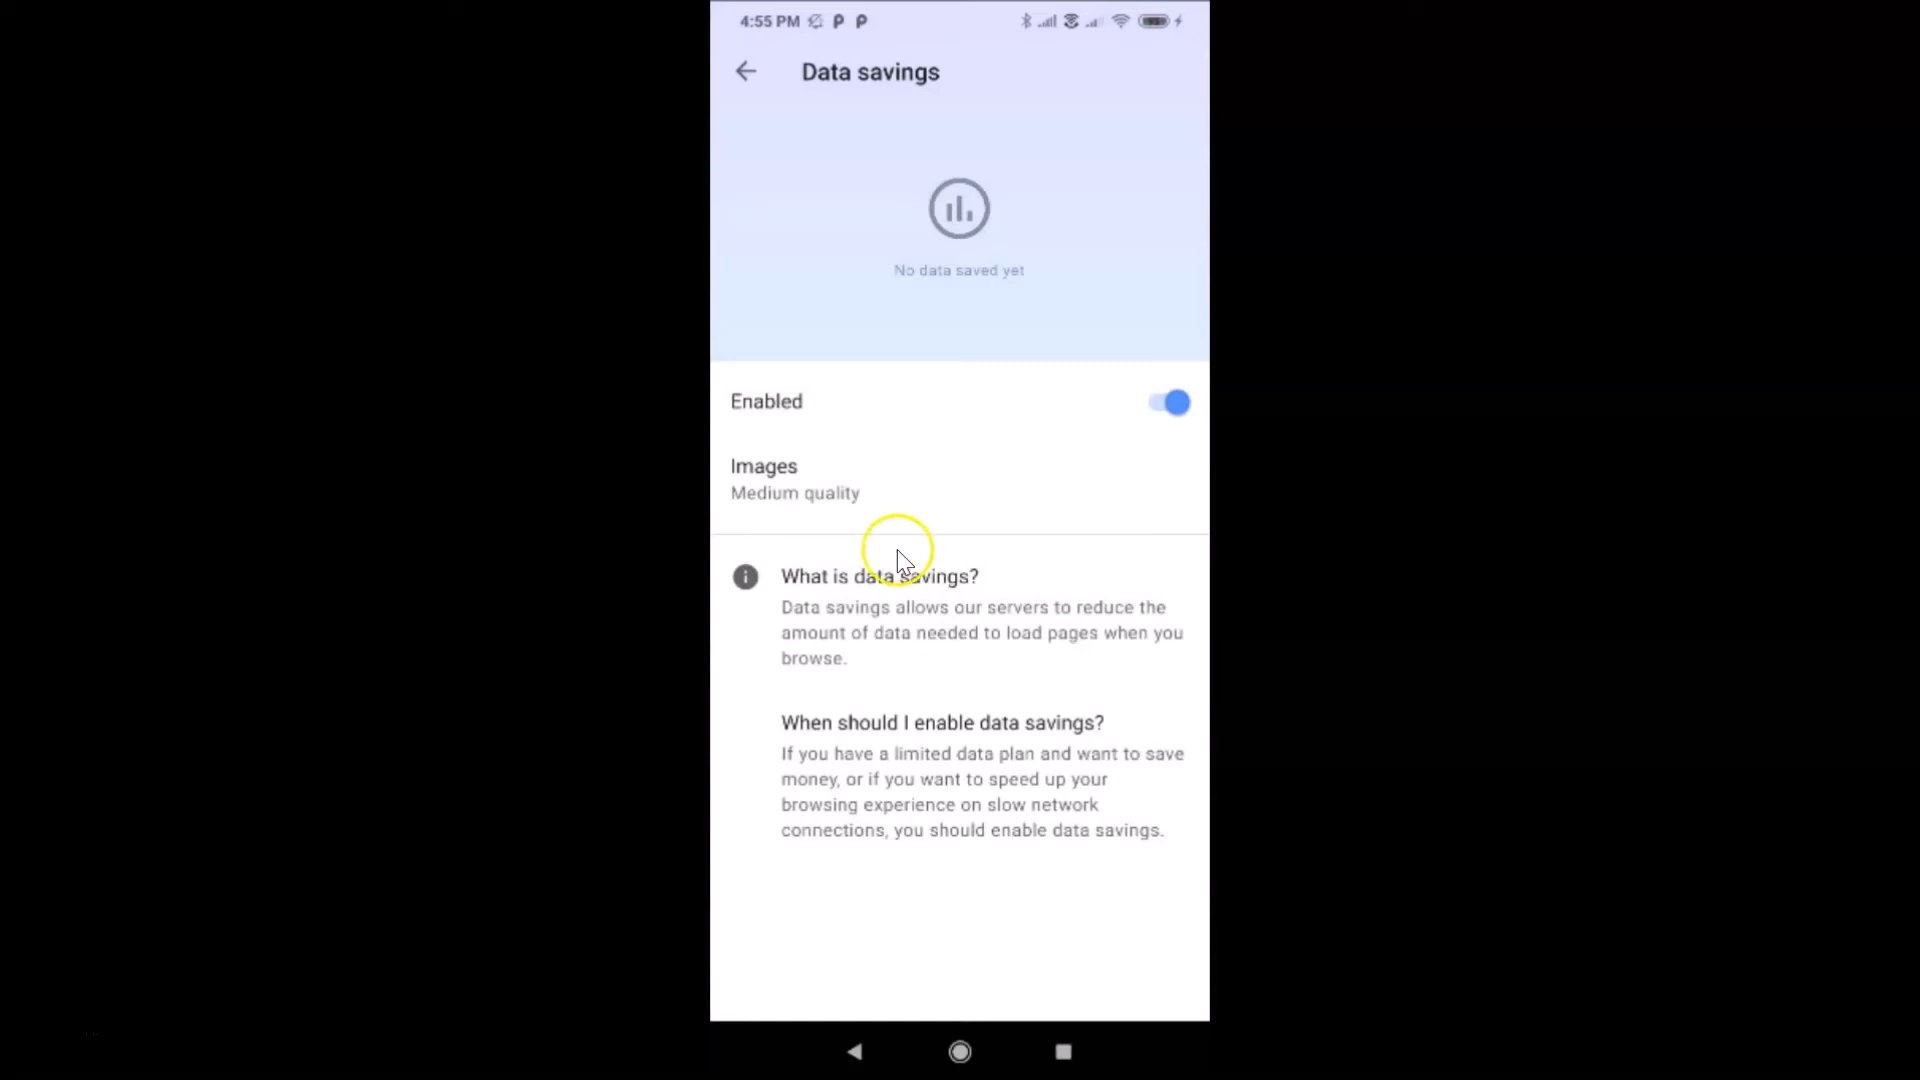 4:55 PM
Data savings
No data saved yet
Enabled
Images
Medium quality
What is data savings?
Data savings allows our servers to reduce the
amount of data needed to load pages when you
browse.
When should I enable data savings?
If you have a limited data plan and want to save
money, or if you want to speed up your
browsing experience on slow network
connections, you should enable data savings.